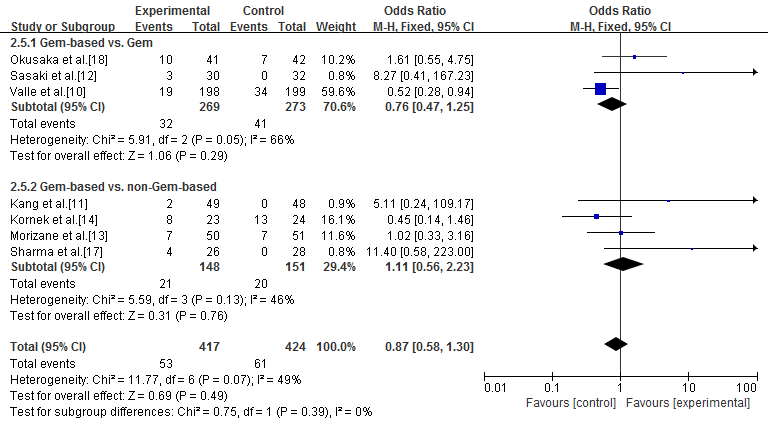 Experimental Control Odds Ratio Odds Ratio
Study or Subgroup Events Total Events Total Weight M-H, Fixed, 95% CI M-H, Fixed, 95% CI
2.5.1 Gem-based vs. Gem
Okusaka et al.[18] 10 41 7 42 10.2% 1.61 [0.55, 4.75]
Sasaki et al.[12] 3 30 0 32 0.8% 8.27 [0.41, 167.23]
Valle et al.[10] 19 198 34 199 59.6% 0.52 [0.28, 0.94]
Subtotal (95% CI) 269 273 70.6% 0.76 [0.47, 1.25]
Total events 32 41
Heterogeneity: Chi² = 5.91, df = 2 (P = 0.05); I² = 66%
Test for overall effect: Z = 1.06 (P = 0.29)
2.5.2 Gem-based vs. non-Gem-based
Kang et al.[11] 2 49 0 48 0.9% 5.11 [0.24, 109.17]
Kornek et al.[14] 8 23 13 24 16.1% 0.45 [0.14, 1.46]
Morizane et al.[13] 7 50 7 51 11.6% 1.02 [0.33, 3.16]
Sharma et al.[17] 4 26 0 28 0.8% 11.40 [0.58, 223.00]
Subtotal (95% CI) 148 151 29.4% 1.11 [0.56, 2.23]
Total events 21 20
Heterogeneity: Chi² = 5.59, df = 3 (P = 0.13); I² = 46%
Test for overall effect: Z = 0.31 (P = 0.76)
Total (95% CI) 417 424 100.0% 0.87 [0.58, 1.30]
Total events 53 61
Heterogeneity: Chi² = 11.77, df = 6 (P = 0.07); I² = 49%
Test for overall effect: Z = 0.69 (P = 0.49)
Test for subgroup differences: Chi² = 0.75, df = 1 (P = 0.39), I² = 0%
0.01 0.1 1 10 100
Favours [control] Favours [experimental]